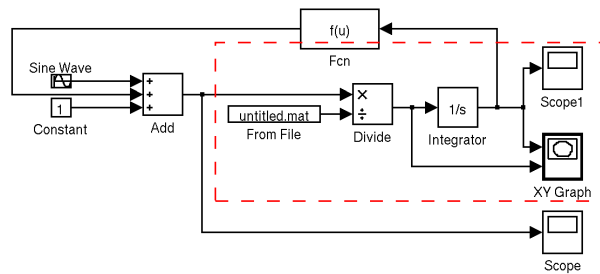 f(u)
Fcn
Sine Wave
+
+
+
1
Constant
Add
untitled.mat
From File
×
÷
Divide
1/s
Integrator
Scope1
XY Graph
Scope